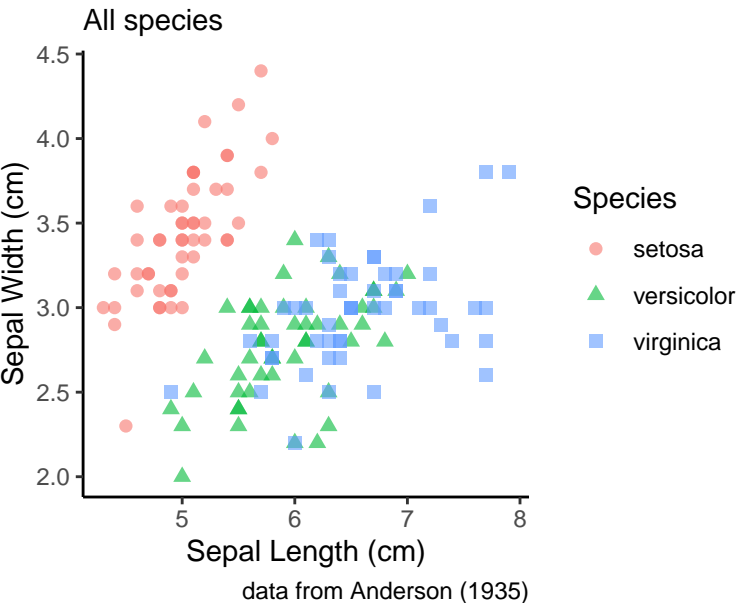 All species
4.5
4.0
3.5
3.0
2.5
2.0
Sepal Width (cm)
5 6 7 8
Sepal Length (cm)
data from Anderson (1935)
Species
setosa
versicolor
virginica